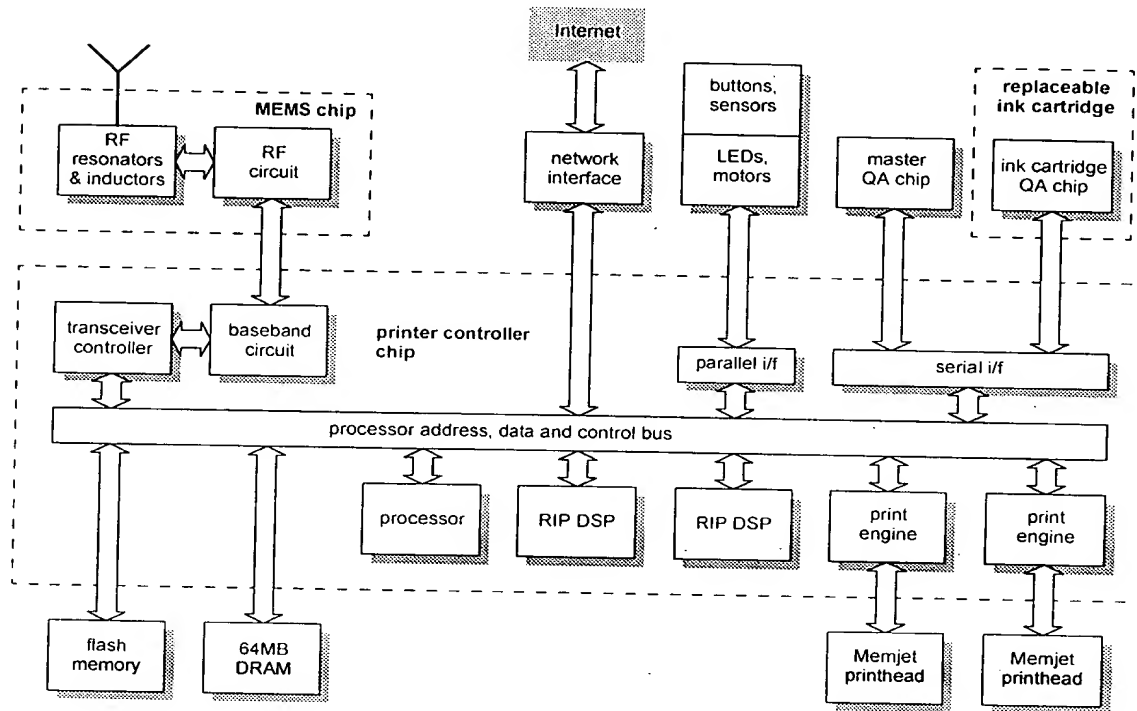 Internet
MEMS chip
RF
resonators
& inductors
RF
circuit
network
interface
buttons,
sensors
LEDs,
motors
master
QA chip
replaceable
ink cartridge
ink cartridge
QA chip
transceiver
controller
baseband
circuit
printer controller
chip
parallel i/f
serial i/f
processor address, data and control bus
processor
RIP DSP
RIP DSP
print
engine
print
engine
flash
memory
64MB
DRAM
Memjet
printhead
Memjet
printhead